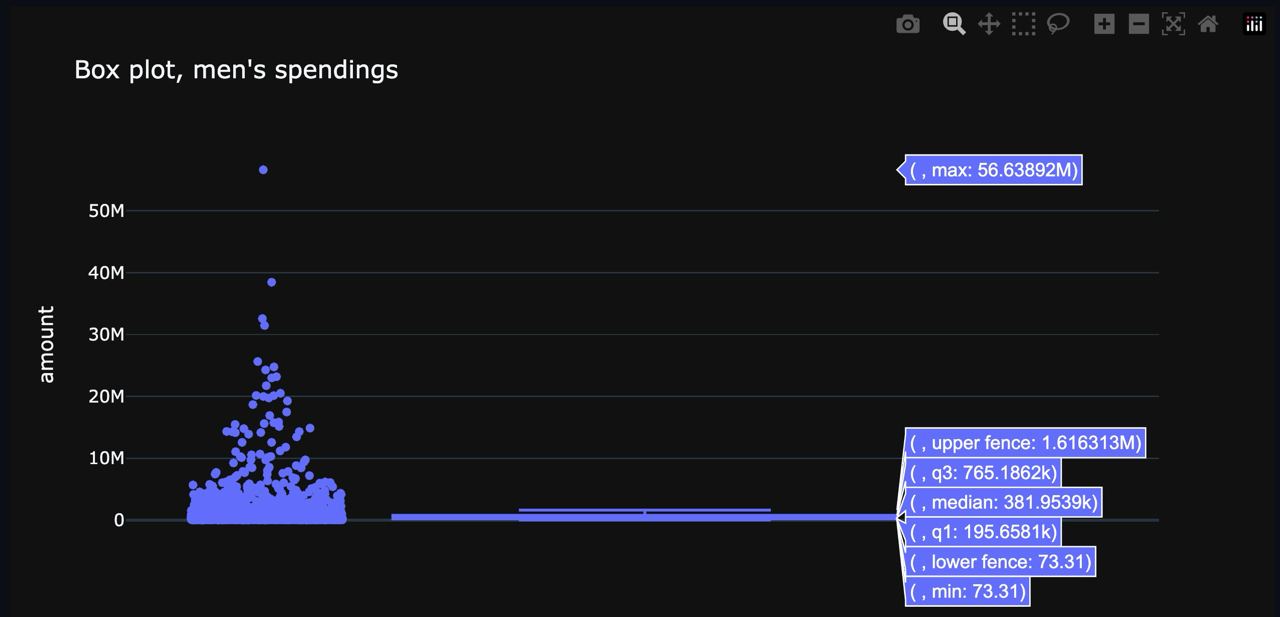 Box plot, men's spendings
( , max: 56.63892M)
50M
40M
30M
20M
10M
0
amount
( , upper fence: 1.616313M)
( , q3: 765.1862k)
( , median: 381.9539k)
( , q1: 195.6581k)
( , lower fence: 73.31)
( , min: 73.31)